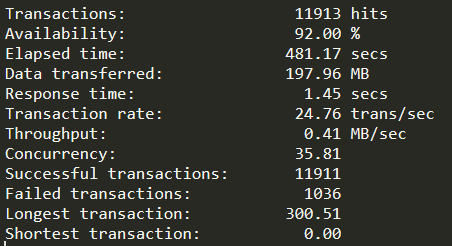 Transactions: 11913 hits
Availability: 92.00 %
Elapsed time: 481.17 secs
Data transferred: 197.96 MB
Response time: 1.45 secs
Transaction rate: 24.76 trans/sec
Throughput: 0.41 MB/sec
Concurrency: 35.81
Successful transactions: 11911
Failed transactions: 1036
Longest transaction: 300.51
Shortest transaction: 0.00